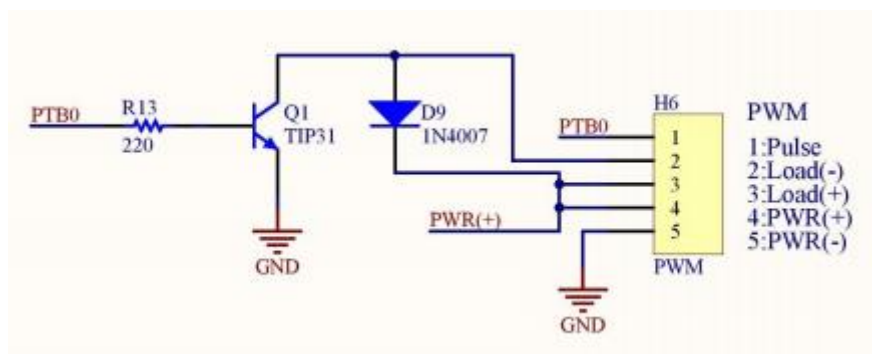 PTB0
R13
220
Q1
TIP31
GND
D9
1N4007
PWR(+)
PTB0
H6
1
2
3
4
5
PWM
GND
PWM
1:Pulse
2:Load(-)
3:Load(+)
4:PWR(+)
5:PWR(-)